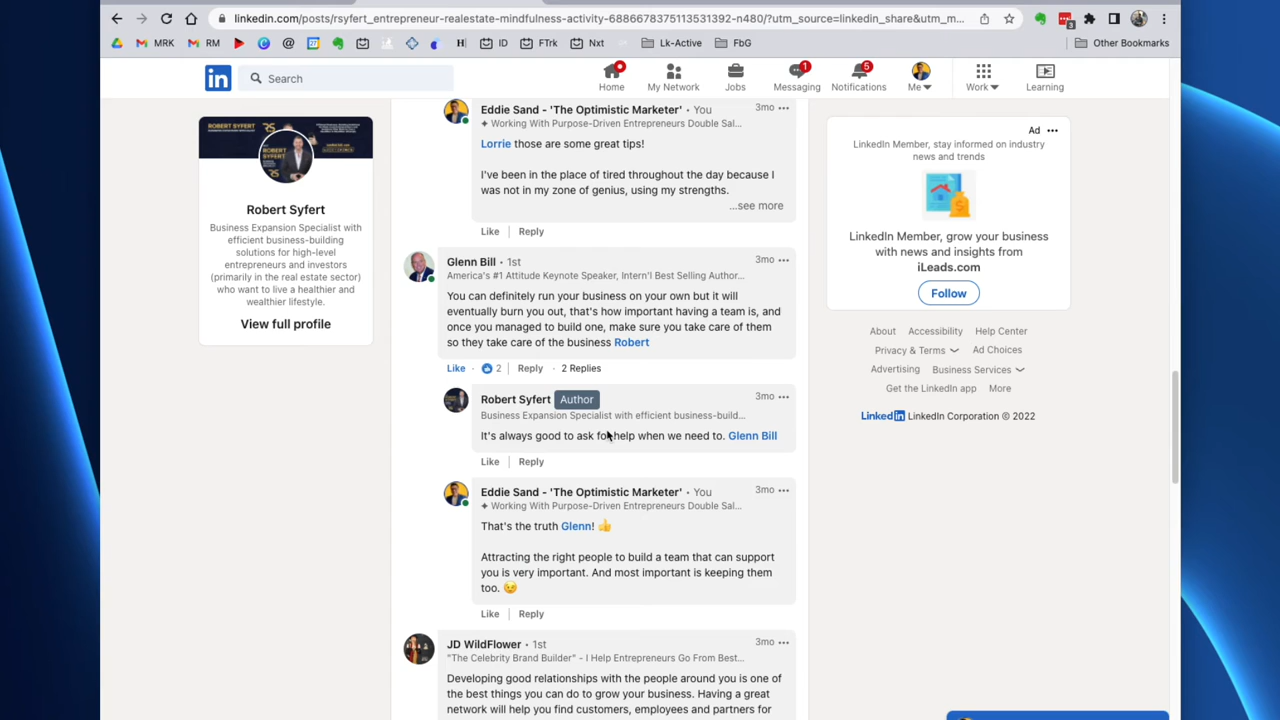 linkedin.com/posts/rsyfert_entrepreneur-realestate-mindfulness-activity-6886678375113531392-n480/?utm_source=linkedin_share&utm_m...
3
MRK
RM
ID
FTrk
Nxt
Lk-Active
FbG
Other Bookmarks
in
Search
Home
My Network
Jobs
1
Messaging
5
Notifications
Me
Work
Learning
ROBERT SYFERT
Robert Syfert
Business Expansion Specialist with
efficient business-building
solutions for high-level
entrepreneurs and investors
(primarily in the real estate sector)
who want to live a healthier and
wealthier lifestyle.
View full profile
Eddie Sand - 'The Optimistic Marketer' • You
3mo
✦ Working With Purpose-Driven Entrepreneurs Double Sal...
Lorrie those are some great tips!
I've been in the place of tired throughout the day because I
was not in my zone of genius, using my strengths.
...see more
Like | Reply
Glenn Bill • 1st
3mo
America's #1 Attitude Keynote Speaker, Intern'l Best Selling Author...
You can definitely run your business on your own but it will
eventually burn you out, that's how important having a team is, and
once you managed to build one, make sure you take care of them
so they take care of the business Robert
Like · 👍 2 | Reply · 2 Replies
Robert Syfert Author
3mo
Business Expansion Specialist with efficient business-build...
It's always good to ask for help when we need to. Glenn Bill
Like | Reply
Eddie Sand - 'The Optimistic Marketer' • You
3mo
✦ Working With Purpose-Driven Entrepreneurs Double Sal...
That's the truth Glenn! 👍
Attracting the right people to build a team that can support
you is very important. And most important is keeping them
too. 😉
Like | Reply
JD WildFlower • 1st
3mo
"The Celebrity Brand Builder" - I Help Entrepreneurs Go From Best...
Developing good relationships with the people around you is one of
the best things you can do to grow your business. Having a great
network will help you find customers, employees and partners for
Ad
LinkedIn Member, stay informed on industry
news and trends
LinkedIn Member, grow your business
with news and insights from
iLeads.com
Follow
About Accessibility Help Center
Privacy & Terms Ad Choices
Advertising Business Services
Get the LinkedIn app More
LinkedIn LinkedIn Corporation © 2022